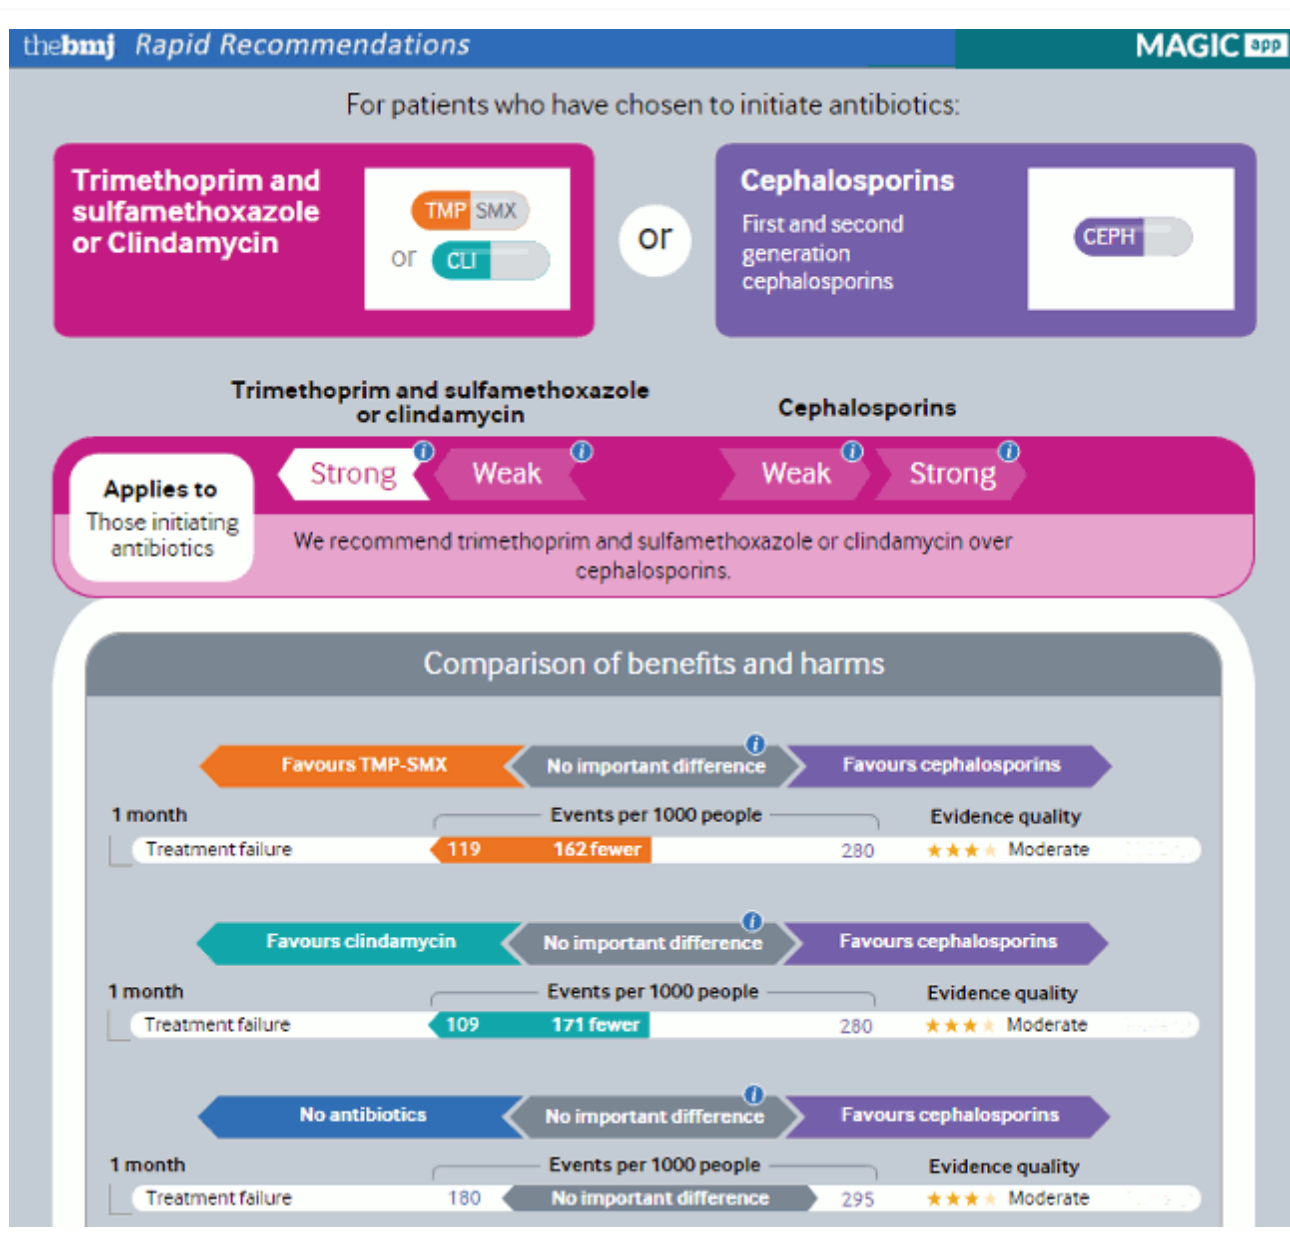 thebmj Rapid Recommendations
MAGIC app
For patients who have chosen to initiate antibiotics:
Trimethoprim and
sulfamethoxazole
or Clindamycin
TMP SMX
or CLI
or
Cephalosporins
First and second
generation
cephalosporins
CEPH
Trimethoprim and sulfamethoxazole
or clindamycin
Cephalosporins
Applies to
Those initiating
antibiotics
Strong i Weak i Weak i Strong i
We recommend trimethoprim and sulfamethoxazole or clindamycin over
cephalosporins.
Comparison of benefits and harms
Favours TMP-SMX No important difference i Favours cephalosporins
1 month Events per 1000 people Evidence quality
Treatment failure 119 162 fewer 280 Moderate
Favours clindamycin No important difference i Favours cephalosporins
1 month Events per 1000 people Evidence quality
Treatment failure 109 171 fewer 280 Moderate
No antibiotics No important difference i Favours cephalosporins
1 month Events per 1000 people Evidence quality
Treatment failure 180 No important difference 295 Moderate